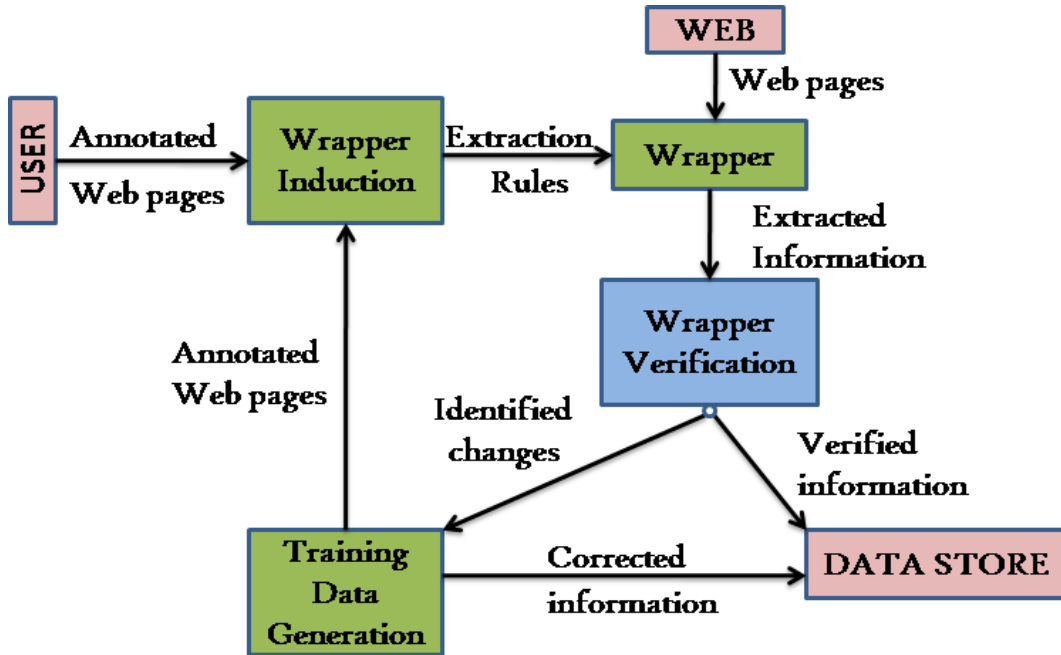 WEB
Web pages
USER
Annotated
Web pages
Wrapper
Induction
Extraction
Rules
Wrapper
Extracted
Information
Wrapper
Verification
Annotated
Web pages
Identified
changes
Verified
information
Training
Data
Generation
Corrected
information
DATA STORE